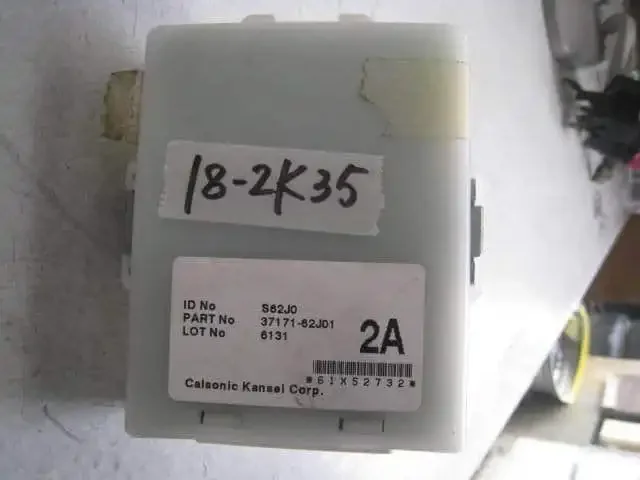 18-2K35
ID No S62J0
PART No 37171-62J01
LOT No 6131
2A
*61X52732*
Calsonic Kansei Corp.